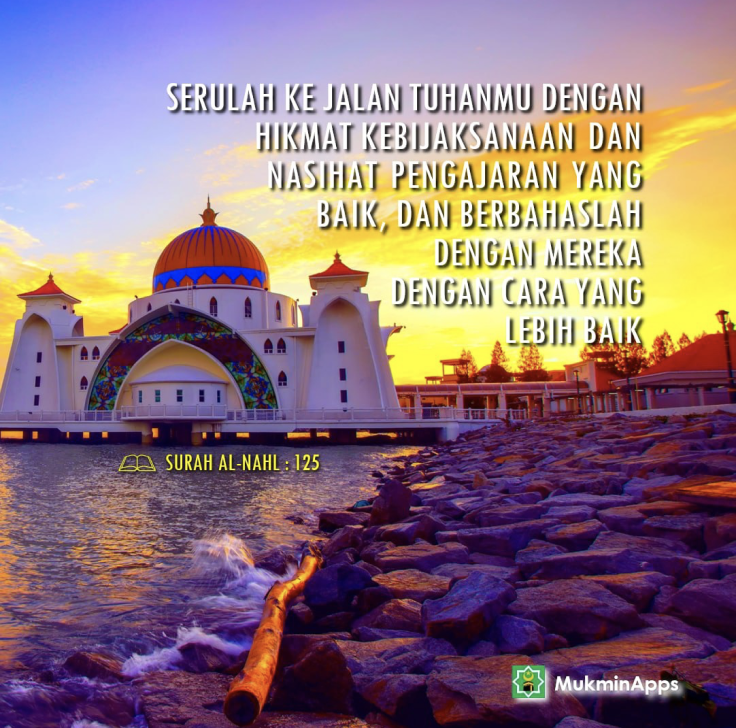 SERULAH KE JALAN TUHANMU DENGAN
HIKMAT KEBIJAKSANAAN DAN
NASIHAT PENGAJARAN YANG
BAIK, DAN BERBAHASLAH
DENGAN MEREKA
DENGAN CARA YANG
LEBIH BAIK
SURAH AL-NAHL : 125
MukminApps